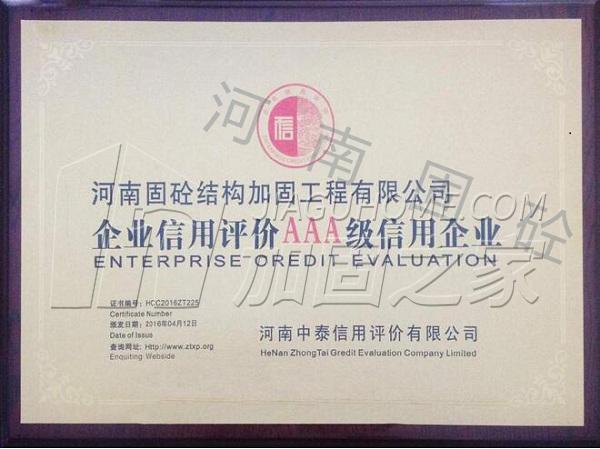 信
河南固砼结构加固工程有限公司
企业信用评价AAA级信用企业
ENTERPRISE CREDIT EVALUATION
证书编号: HCC2016ZT225
Certificate Number
颁发日期: 2016年04月12日
Date of Issue
查询网址: Http://www.ztxp.org
Enquiting Webside
河南中泰信用评价有限公司
HeNan ZhongTai Gredit Evaluation Company Limited
河南固砼
JIAGUHOME.COM
加固之家